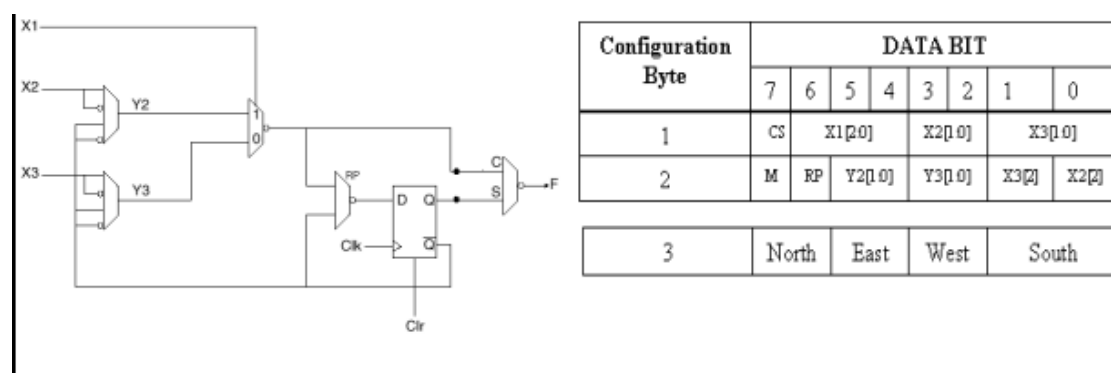 X1
X2
Y2
1
0
X3
Y3
RP
C
S
F
D Q
Clk
Q
Clr
Configuration Byte
DATA BIT
7 6 5 4 3 2 1 0
1 CS X1[2:0] X2[1:0] X3[1:0]
2 M RP Y2[1:0] Y3[1:0] X3[2] X2[2]
3 North East West South